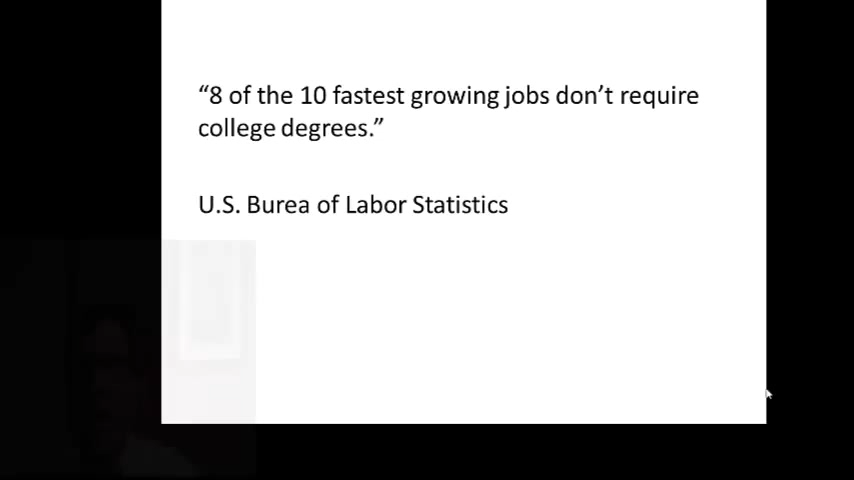 “8 of the 10 fastest growing jobs don’t require
college degrees.”
U.S. Burea of Labor Statistics